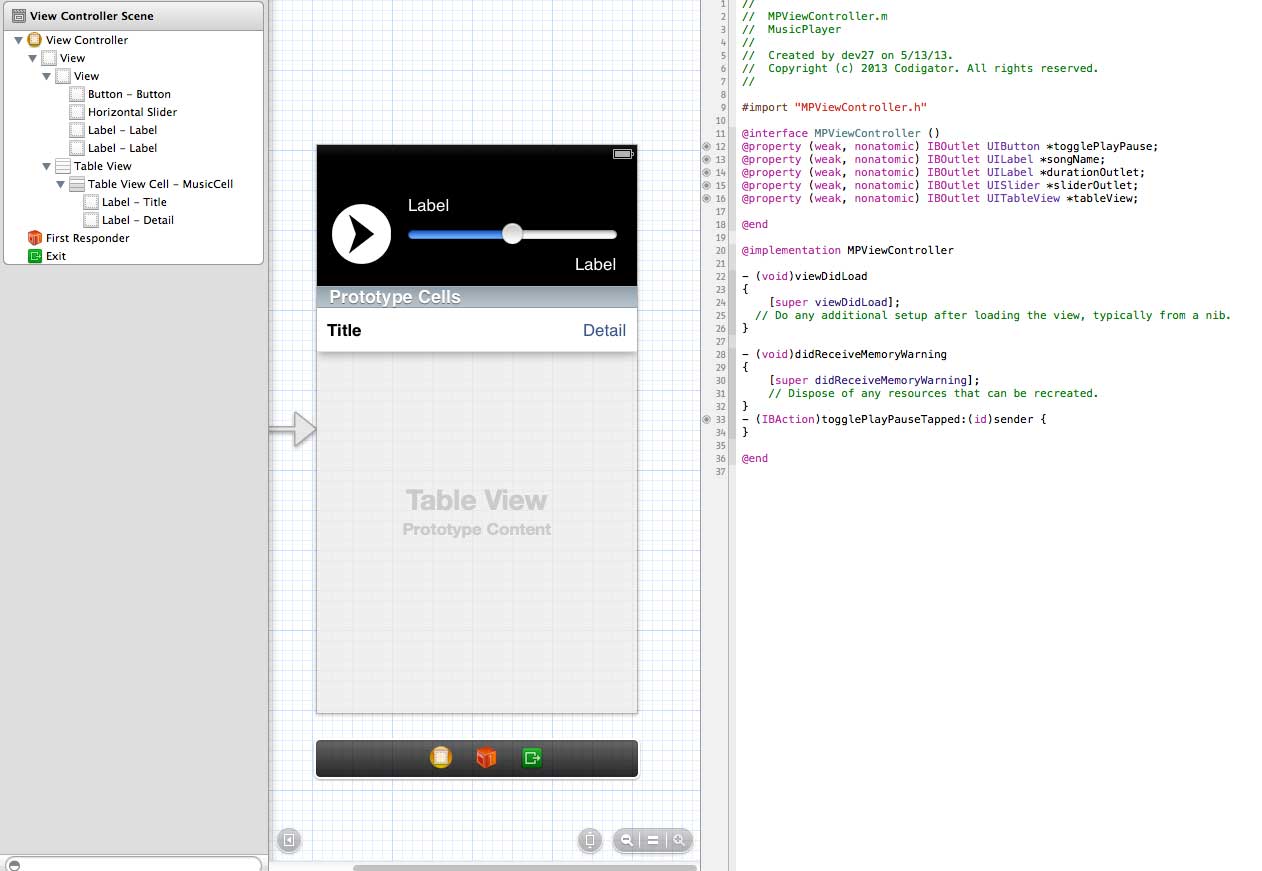 View Controller Scene
View Controller
View
View
Button – Button
Horizontal Slider
Label – Label
Label – Label
Table View
Table View Cell – MusicCell
Label – Title
Label – Detail
First Responder
Exit
Label
Label
Prototype Cells
Title Detail
Table View
Prototype Content
1 //
2 //  MPViewController.m
3 //  MusicPlayer
4 //
5 //  Created by dev27 on 5/13/13.
6 //  Copyright (c) 2013 Codigator. All rights reserved.
7 //
8
9 #import "MPViewController.h"
10
11 @interface MPViewController ()
12 @property (weak, nonatomic) IBOutlet UIButton *togglePlayPause;
13 @property (weak, nonatomic) IBOutlet UILabel *songName;
14 @property (weak, nonatomic) IBOutlet UILabel *durationOutlet;
15 @property (weak, nonatomic) IBOutlet UISlider *sliderOutlet;
16 @property (weak, nonatomic) IBOutlet UITableView *tableView;
17
18 @end
19
20 @implementation MPViewController
21
22 - (void)viewDidLoad
23 {
24     [super viewDidLoad];
25   // Do any additional setup after loading the view, typically from a nib.
26 }
27
28 - (void)didReceiveMemoryWarning
29 {
30     [super didReceiveMemoryWarning];
31     // Dispose of any resources that can be recreated.
32 }
33 - (IBAction)togglePlayPauseTapped:(id)sender {
34 }
35
36 @end
37